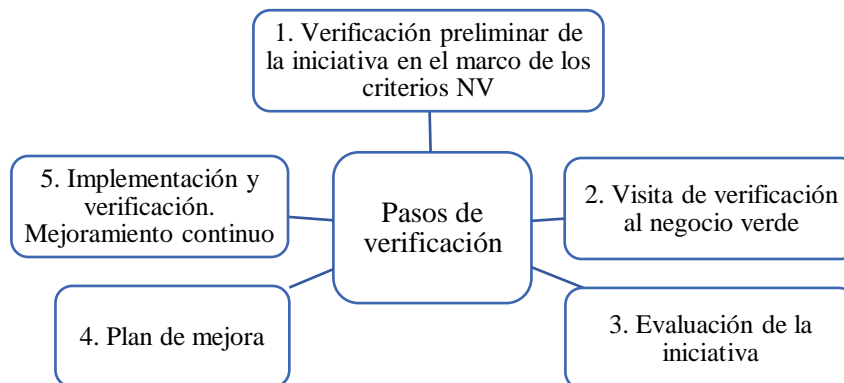 1. Verificación preliminar de
la iniciativa en el marco de los
criterios NV
5. Implementación y
verificación.
Mejoramiento continuo
Pasos de
verificación
2. Visita de verificación
al negocio verde
4. Plan de mejora
3. Evaluación de la
iniciativa